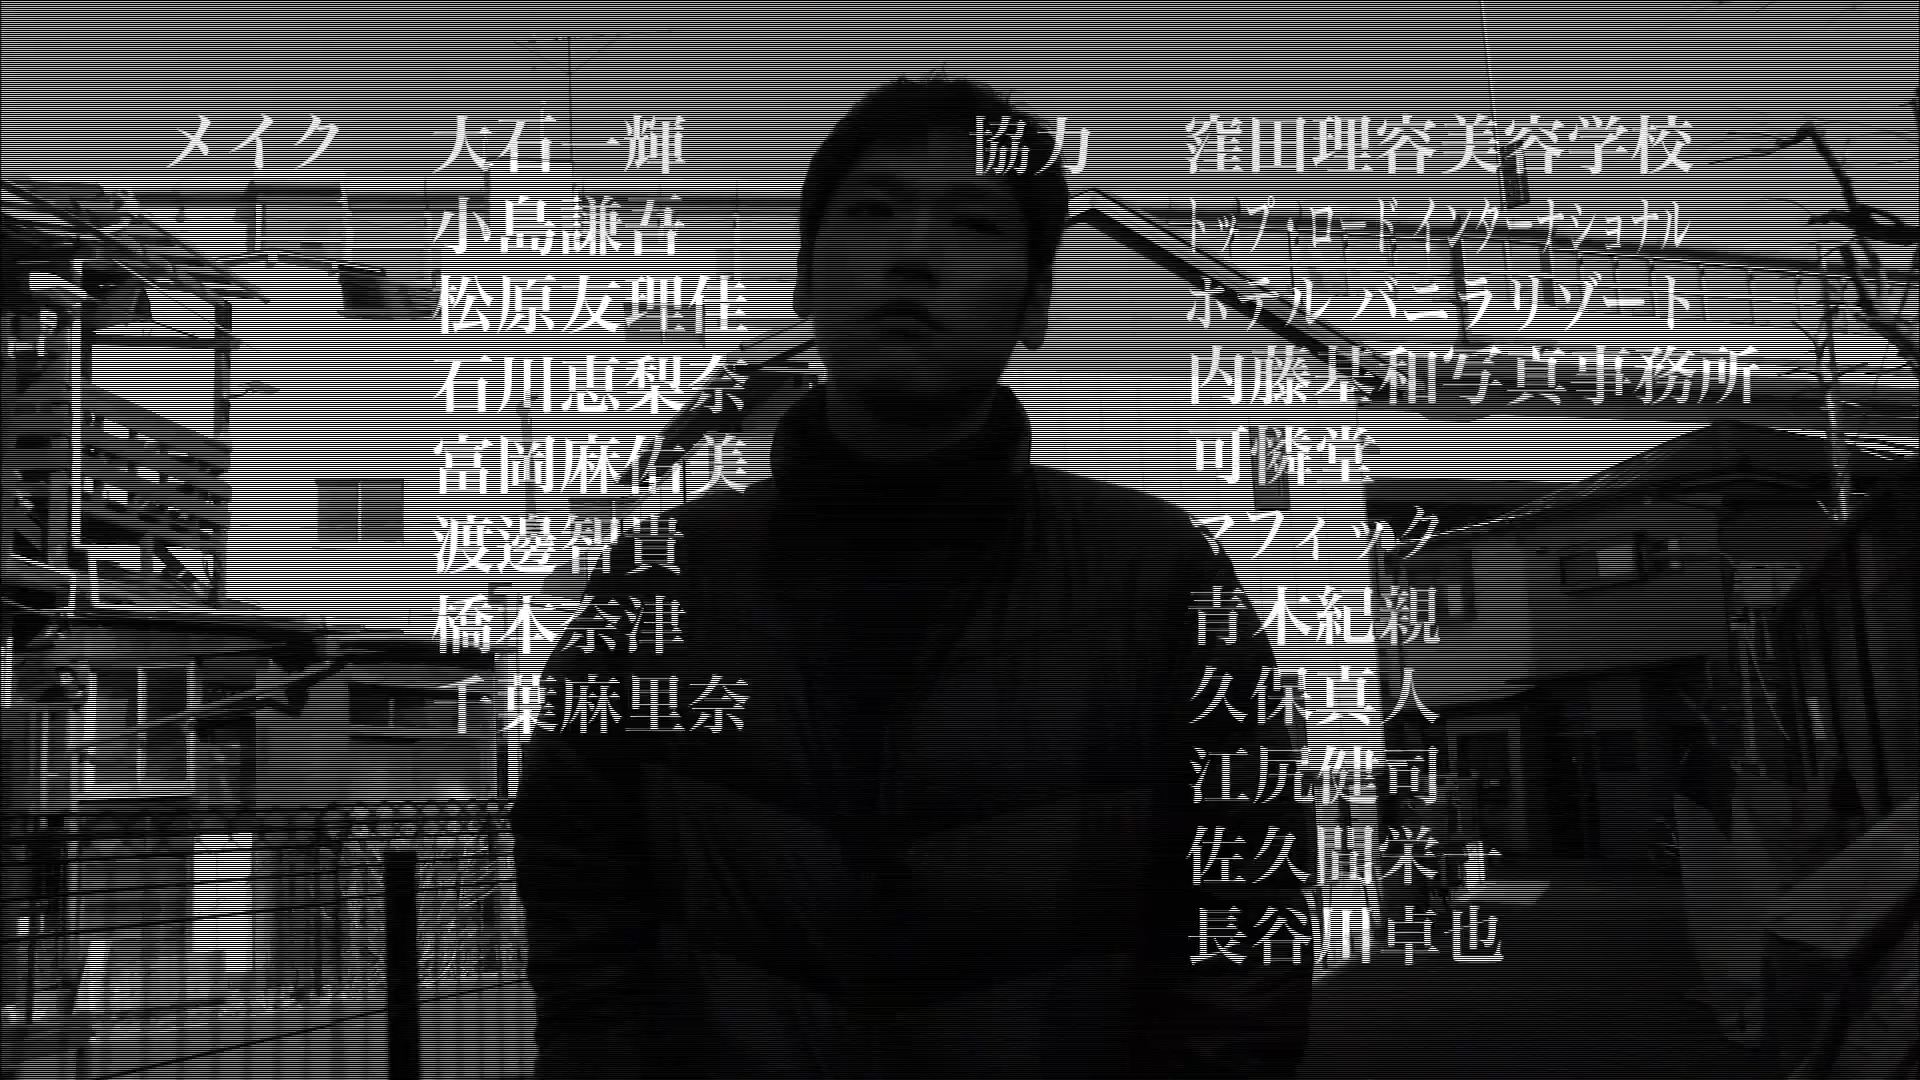 メイク 大石一輝
小島謙吾
松原友理佳
石川恵梨奈
富岡麻佑美
渡邊智貴
橋本奈津
千葉麻里奈
協力 窪田理容美容学校
トップ・ロードインターナショナル
ホテル バニラリゾート
内藤基和写真事務所
可憐堂
マフィック
青木紀親
久保真人
江尻健司
佐久間栄一
長谷川卓也